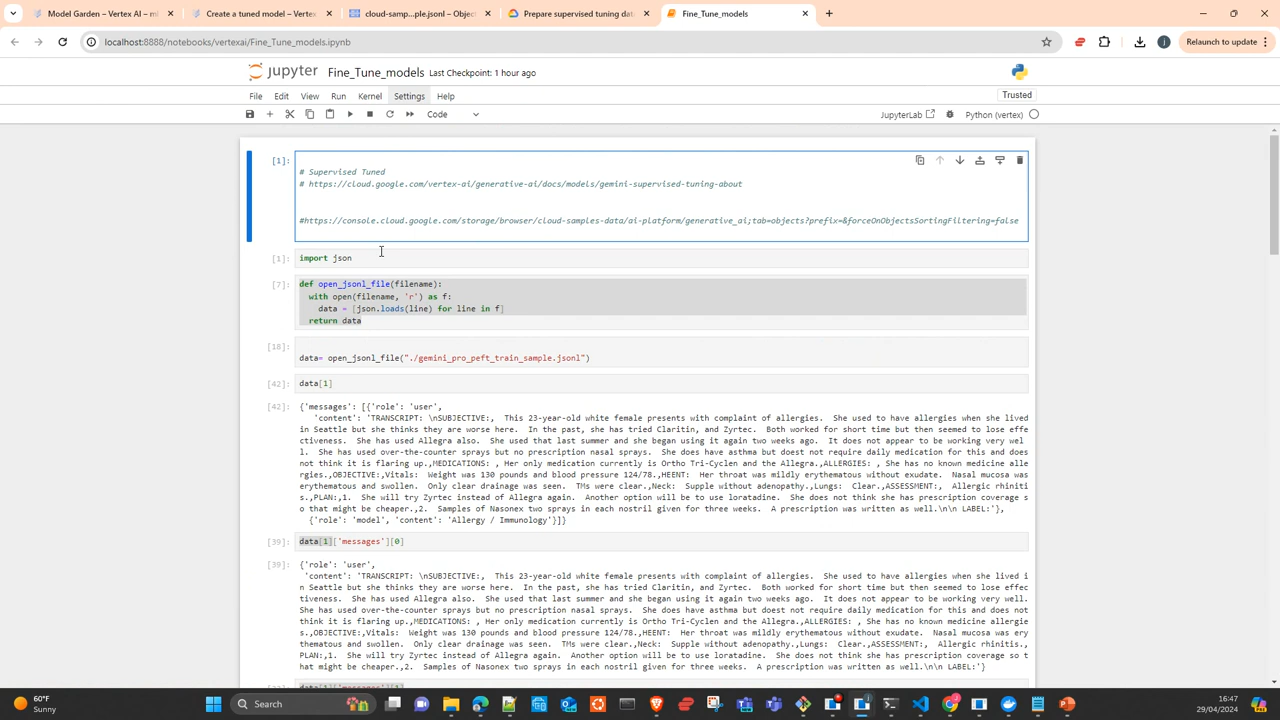 Model Garden – Vertex AI – ml
Create a tuned model – Vertex
cloud-samp...ple.jsonl – Object
Prepare supervised tuning dat
Fine_Tune_models
localhost:8888/notebooks/vertexai/Fine_Tune_models.ipynb
Relaunch to update
jupyter Fine_Tune_models Last Checkpoint: 1 hour ago
File Edit View Run Kernel Settings Help
Trusted
Code
JupyterLab
Python (vertex)
[1]:
# Supervised Tuned
# https://cloud.google.com/vertex-ai/generative-ai/docs/models/gemini-supervised-tuning-about
#https://console.cloud.google.com/storage/browser/cloud-samples-data/ai-platform/generative_ai;tab=objects?prefix=&forceOnObjectsSortingFiltering=false
[1]: import json
[7]: def open_jsonl_file(filename):
with open(filename, 'r') as f:
data = [json.loads(line) for line in f]
return data
[18]:
data= open_jsonl_file("./gemini_pro_peft_train_sample.jsonl")
[42]: data[1]
[42]: {'messages': [{'role': 'user',
'content': 'TRANSCRIPT: \nSUBJECTIVE:,  This 23-year-old white female presents with complaint of allergies.  She used to have allergies when she lived
in Seattle but she thinks they are worse here.  In the past, she has tried Claritin, and Zyrtec.  Both worked for short time but then seemed to lose effe
ctiveness.  She has used Allegra also.  She used that last summer and she began using it again two weeks ago.  It does not appear to be working very wel
l.  She has used over-the-counter sprays but no prescription nasal sprays.  She does have asthma but doest not require daily medication for this and does
not think it is flaring up.,MEDICATIONS: ,  Her only medication currently is Ortho Tri-Cyclen and the Allegra.,ALLERGIES: ,  She has no known medicine alle
rgies.,OBJECTIVE:,Vitals:  Weight was 130 pounds and blood pressure 124/78.,HEENT:  Her throat was mildly erythematous without exudate.  Nasal mucosa was
erythematous and swollen.  Only clear drainage was seen.  TMs were clear.,Neck:  Supple without adenopathy.,Lungs:  Clear.,ASSESSMENT:,  Allergic rhiniti
s.,PLAN:,1.  She will try Zyrtec instead of Allegra again.  Another option will be to use loratadine.  She does not think she has prescription coverage s
o that might be cheaper.,2.  Samples of Nasonex two sprays in each nostril given for three weeks.  A prescription was written as well.\n\n LABEL:'},
{'role': 'model', 'content': 'Allergy / Immunology'}]}
[39]: data[1]['messages'][0]
[39]: {'role': 'user',
'content': 'TRANSCRIPT: \nSUBJECTIVE:,  This 23-year-old white female presents with complaint of allergies.  She used to have allergies when she lived i
n Seattle but she thinks they are worse here.  In the past, she has tried Claritin, and Zyrtec.  Both worked for short time but then seemed to lose effec
tiveness.  She has used Allegra also.  She used that last summer and she began using it again two weeks ago.  It does not appear to be working very well.
She has used over-the-counter sprays but no prescription nasal sprays.  She does have asthma but doest not require daily medication for this and does not
think it is flaring up.,MEDICATIONS: ,  Her only medication currently is Ortho Tri-Cyclen and the Allegra.,ALLERGIES: ,  She has no known medicine allergie
s.,OBJECTIVE:,Vitals:  Weight was 130 pounds and blood pressure 124/78.,HEENT:  Her throat was mildly erythematous without exudate.  Nasal mucosa was ery
thematous and swollen.  Only clear drainage was seen.  TMs were clear.,Neck:  Supple without adenopathy.,Lungs:  Clear.,ASSESSMENT:,  Allergic rhinitis.,
PLAN:,1.  She will try Zyrtec instead of Allegra again.  Another option will be to use loratadine.  She does not think she has prescription coverage so t
hat might be cheaper.,2.  Samples of Nasonex two sprays in each nostril given for three weeks.  A prescription was written as well.\n\n LABEL:'}
60°F
Sunny
Search
16:47
29/04/2024